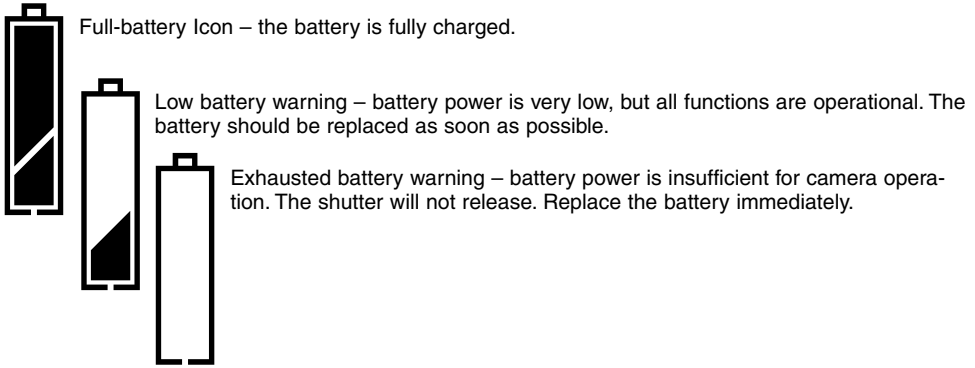 Full-battery Icon – the battery is fully charged.
Low battery warning – battery power is very low, but all functions are operational. The
battery should be replaced as soon as possible.
Exhausted battery warning – battery power is insufficient for camera opera-
tion. The shutter will not release. Replace the battery immediately.